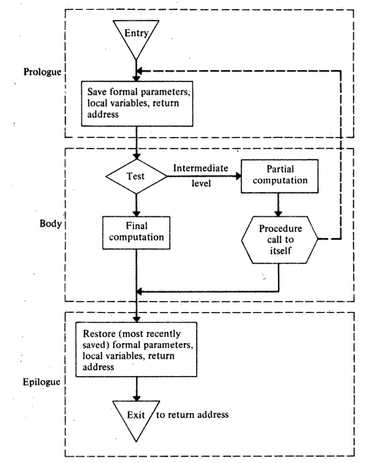 Entry
Prologue
Save formal parameters,
local variables, return
address
Test
Intermediate
level
Partial
computation
Body
Final
computation
Procedure
call to
itself
Restore (most recently
saved) formal parameters,
local variables, return
address
Epilogue
Exit to return address